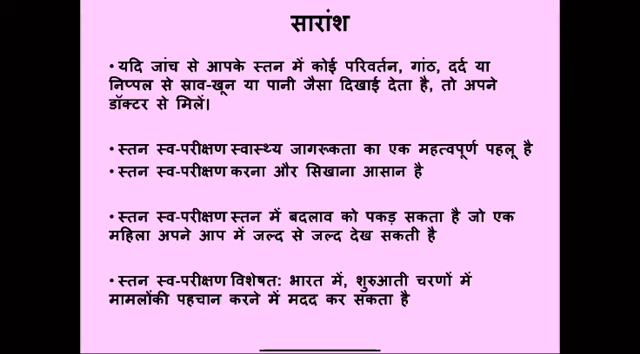 सारांश
• यदि जांच से आपके स्तन में कोई परिवर्तन, गांठ, दर्द या
निप्पल से स्राव-खून या पानी जैसा दिखाई देता है, तो अपने
डॉक्टर से मिलें।
• स्तन स्व-परीक्षण स्वास्थ्य जागरूकता का एक महत्वपूर्ण पहलू है
• स्तन स्व-परीक्षण करना और सिखाना आसान है
• स्तन स्व-परीक्षण स्तन में बदलाव को पकड़ सकता है जो एक
महिला अपने आप में जल्द से जल्द देख सकती है
• स्तन स्व-परीक्षण विशेषत: भारत में, शुरुआती चरणों में
मामलोंकी पहचान करने में मदद कर सकता है